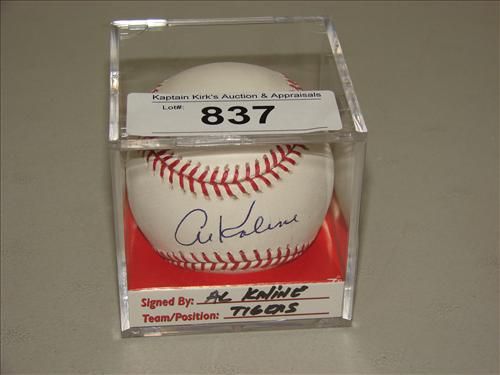 Kaptain Kirk's Auction & Appraisals
Lot#: 837
Al Kaline
Signed By: AL KALINE
Team/Position: TIGERS